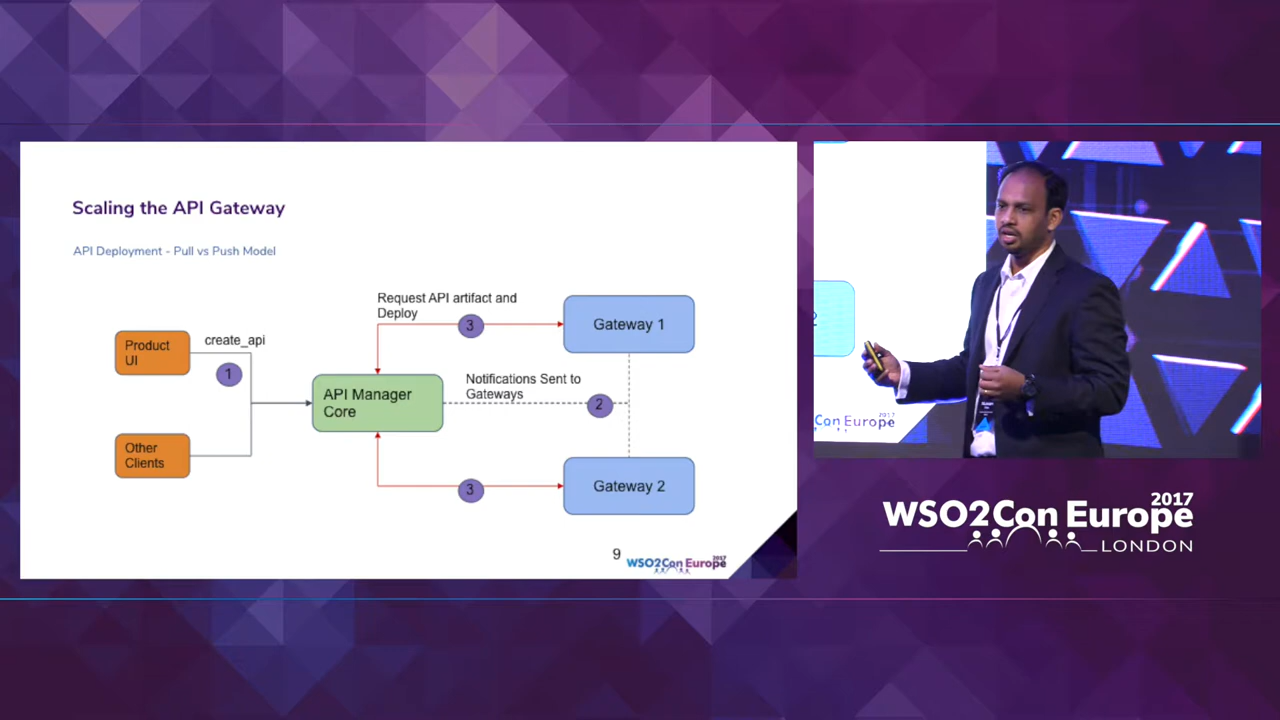 Scaling the API Gateway
API Deployment - Pull vs Push Model
Request API artifact and
Deploy
3
Gateway 1
Product
UI
create_api
1
API Manager
Core
Notifications Sent to
Gateways
2
Other
Clients
3
Gateway 2
9
WSO2Con Europe
2017
Con Europe
2017
WSO2Con Europe
2017
LONDON